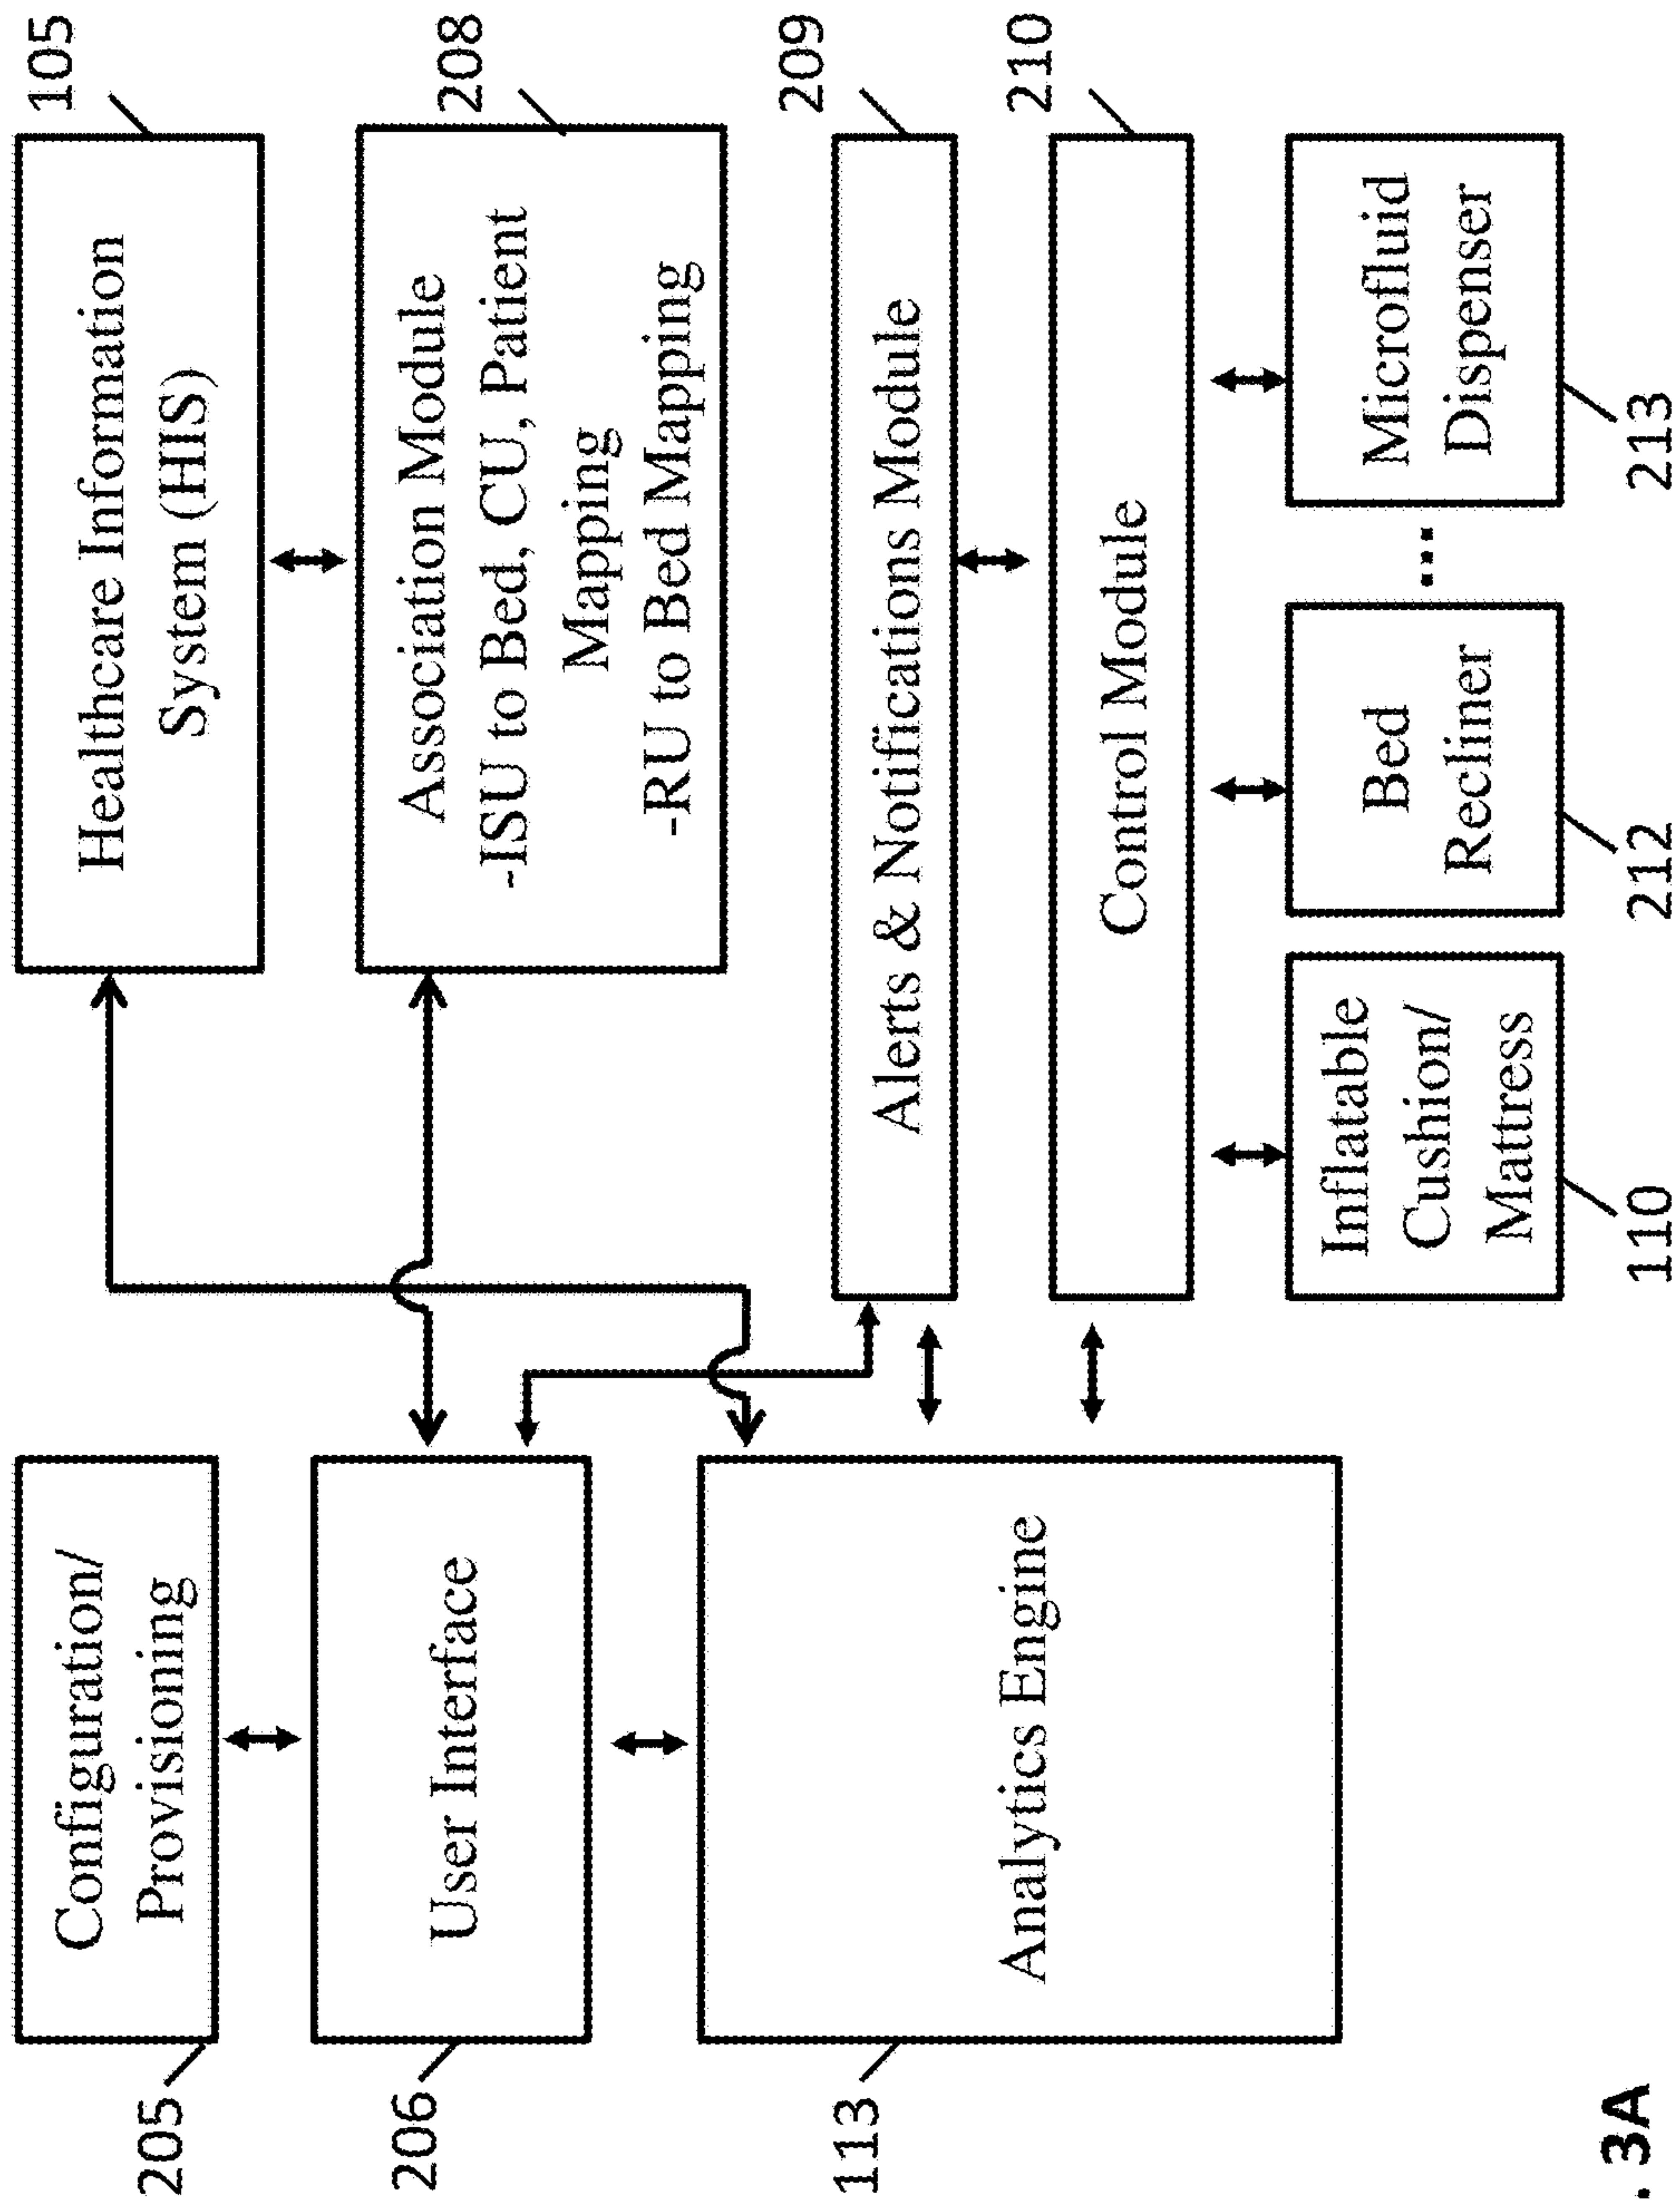 205
Configuration/
Provisioning
206
User Interface
113
Analytics Engine
Healthcare Information
System (HIS)
105
Association Module
-ISU to Bed, CU, Patient
Mapping
-RU to Bed Mapping
208
Alerts & Notifications Module
209
Control Module
210
Inflatable
Cushion/
Mattress
110
Bed
Recliner
212
...
Microfluid
Dispenser
213
. 3A